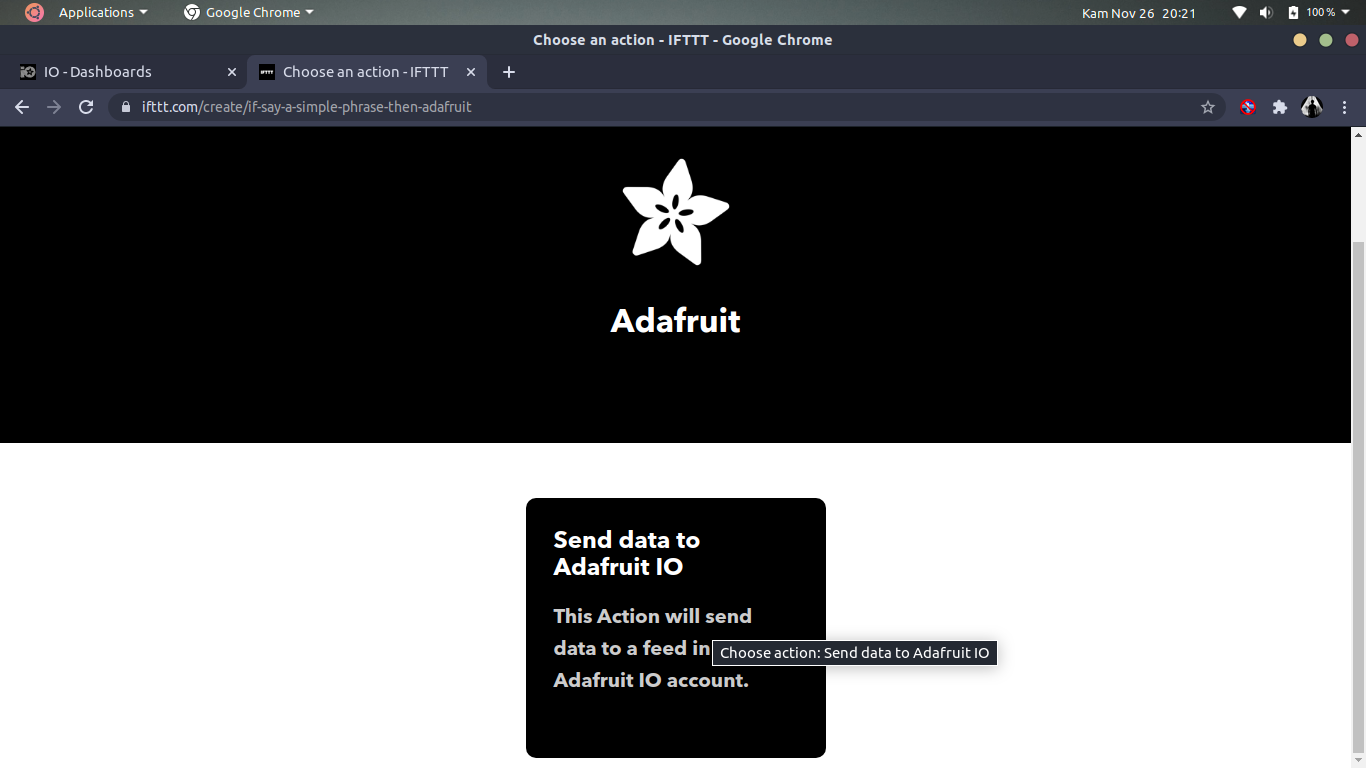 Applications
Google Chrome
Kam Nov 26 20:21
100 %
Choose an action - IFTTT - Google Chrome
IO - Dashboards
IFTTT
Choose an action - IFTTT
ifttt.com/create/if-say-a-simple-phrase-then-adafruit
Adafruit
Send data to
Adafruit IO
This Action will send
data to a feed in
Choose action: Send data to Adafruit IO
Adafruit IO account.